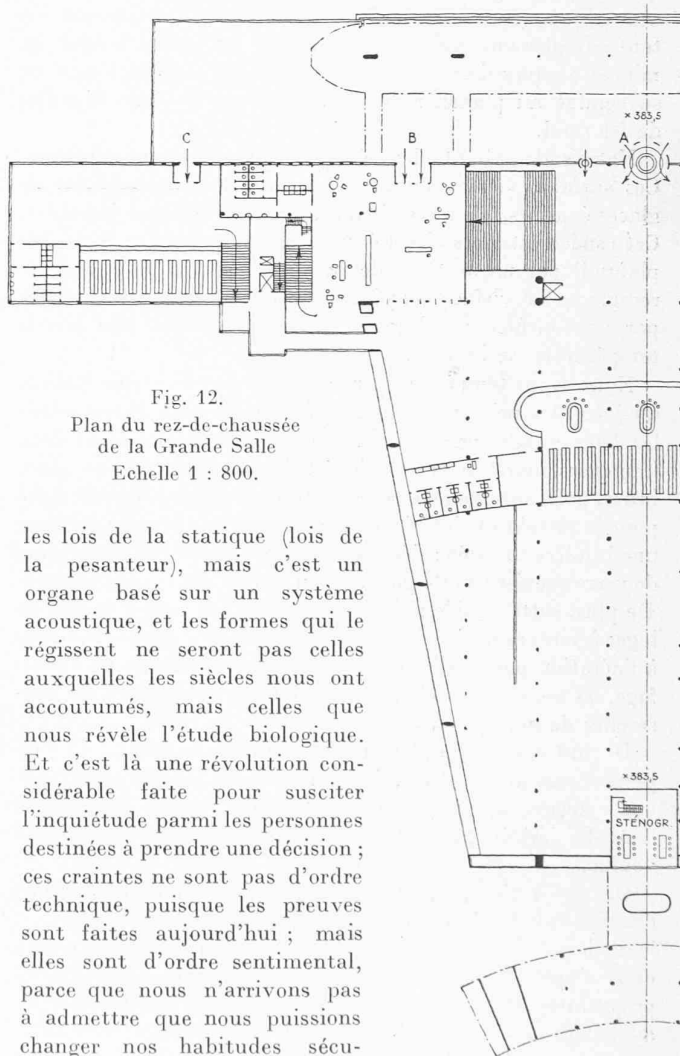 × 383,5
C
B
A
Fig. 12.
Plan du rez-de-chaussée
de la Grande Salle
Echelle 1 : 800.
les lois de la statique (lois de
la pesanteur), mais c'est un
organe basé sur un système
acoustique, et les formes qui le
régissent ne seront pas celles
auxquelles les siècles nous ont
accoutumés, mais celles que
nous révèle l'étude biologique.
Et c'est là une révolution con-
sidérable faite pour susciter
l'inquiétude parmi les personnes
destinées à prendre une décision ;
ces craintes ne sont pas d'ordre
technique, puisque les preuves
sont faites aujourd'hui ; mais
elles sont d'ordre sentimental,
parce que nous n'arrivons pas
à admettre que nous puissions
changer nos habitudes sécu-
× 383,5
STÉNOGR.